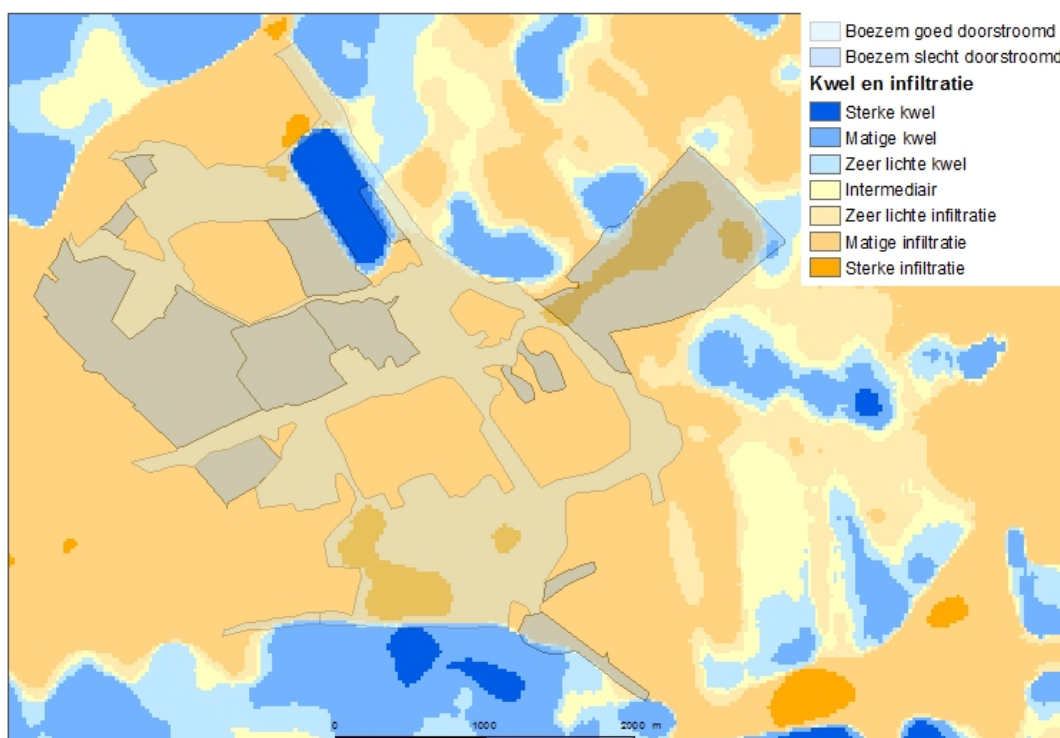 Boezem goed doorstroomd
Boezem slecht doorstroomd
Kwel en infiltratie
Sterke kwel
Matige kwel
Zeer lichte kwel
Intermediair
Zeer lichte infiltratie
Matige infiltratie
Sterke infiltratie
0 1000 2000 m